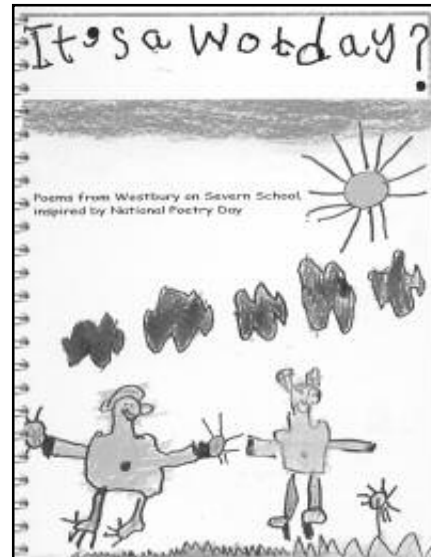 It's a Wotday?
Poems from Westbury on Severn School,
inspired by National Poetry Day